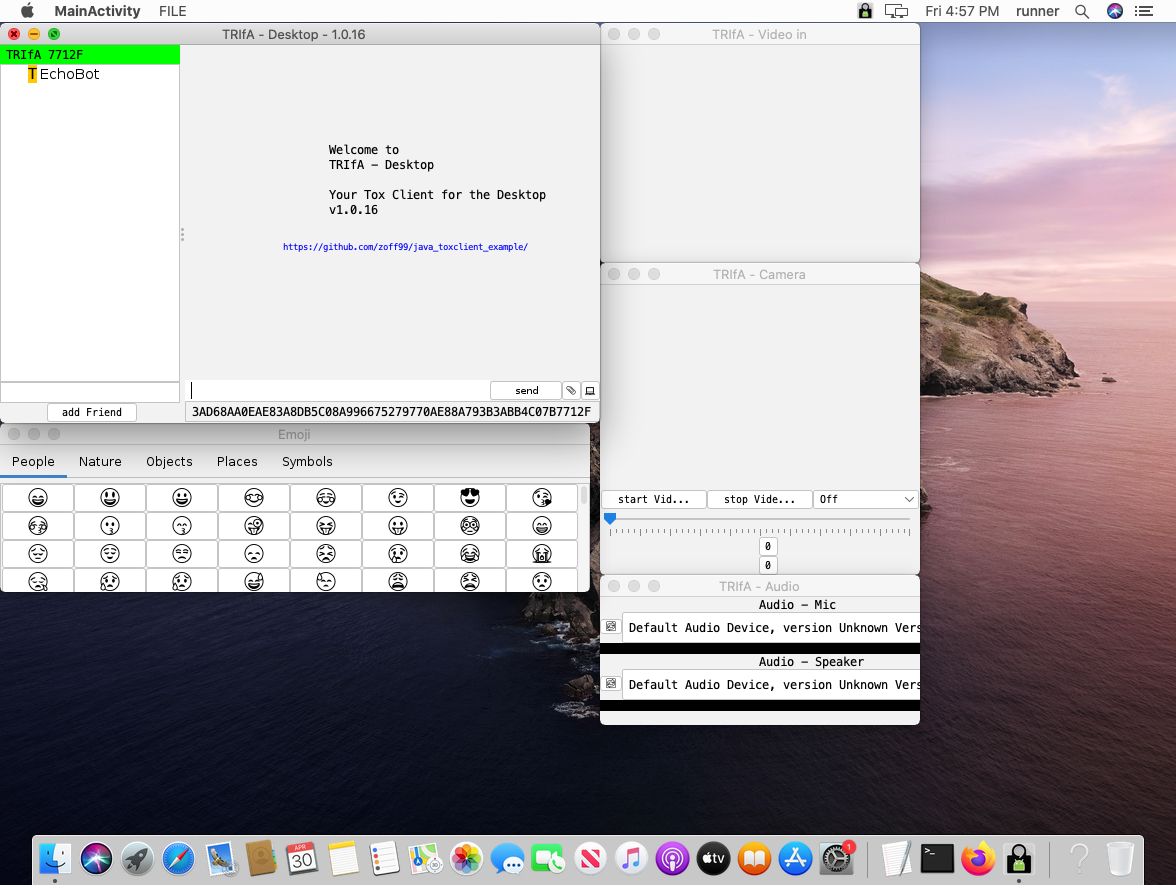 MainActivity FILE Fri 4:57 PM runner
TRIfA - Desktop - 1.0.16
TRIfA 7712F
T EchoBot
Welcome to
TRIfA - Desktop
Your Tox Client for the Desktop
v1.0.16
https://github.com/zoff99/java_toxclient_example/
send
add Friend
3AD68AA0EAE83A8DB5C08A996675279770AE88A793B3ABB4C07B7712F
Emoji
People Nature Objects Places Symbols
TRIfA - Video in
TRIfA - Camera
start Vid... stop Vide... Off
0
0
TRIfA - Audio
Audio - Mic
Default Audio Device, version Unknown Vers
Audio - Speaker
Default Audio Device, version Unknown Vers
APR
30
tv
1